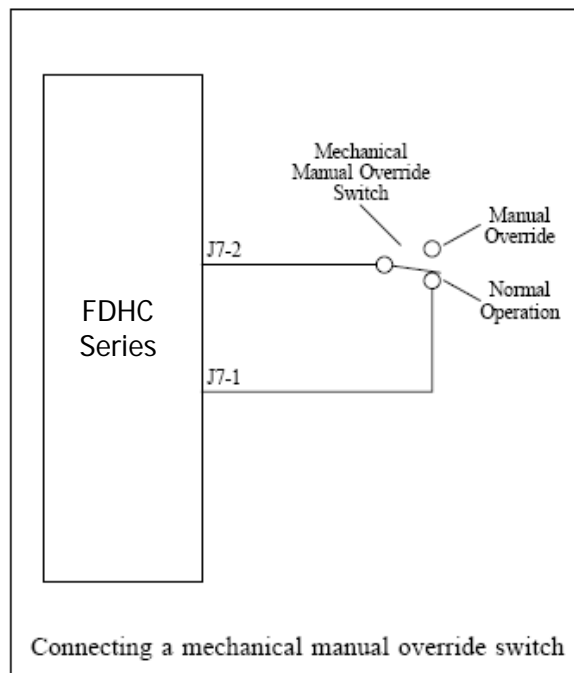 Mechanical
Manual Override
Switch
Manual
Override
J7-2
Normal
Operation
FDHC
Series
J7-1
Connecting a mechanical manual override switch